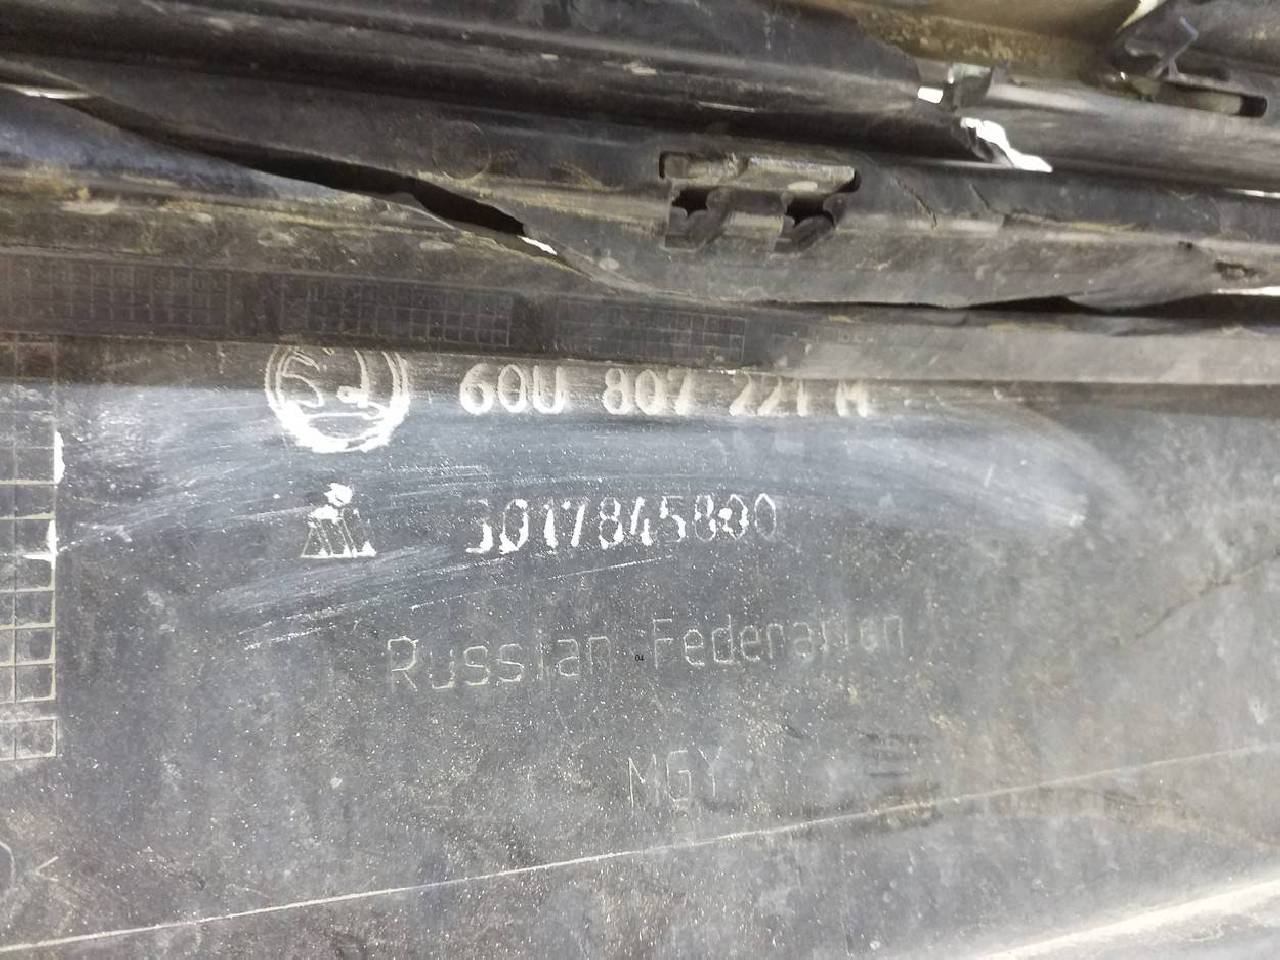 60U 807 221 M
3017845800
Russian Federation
MGY